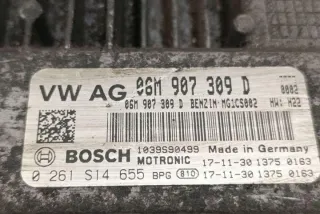 VW AG 06M 907 309 D
06M 907 309 D BENZIN MG1CS002 0002
HW: H22
1039S90499 Made in Germany
BOSCH MOTRONIC 17-11-30 1375 0163
0 261 S14 655 BPG 810 17-11-30 1375 0163